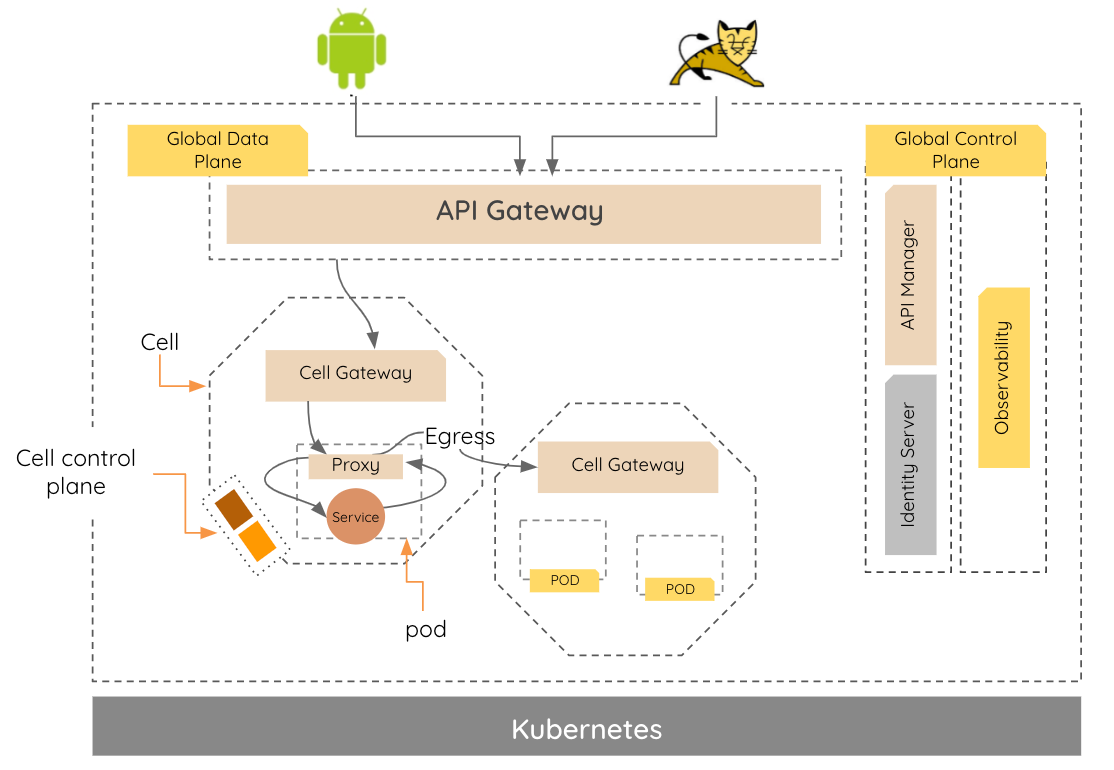 Global Data
Plane
Global Control
Plane
API Gateway
API Manager
Identity Server
Observability
Cell
Cell Gateway
Egress
Proxy
Service
Cell control
plane
pod
Cell Gateway
POD
POD
Kubernetes